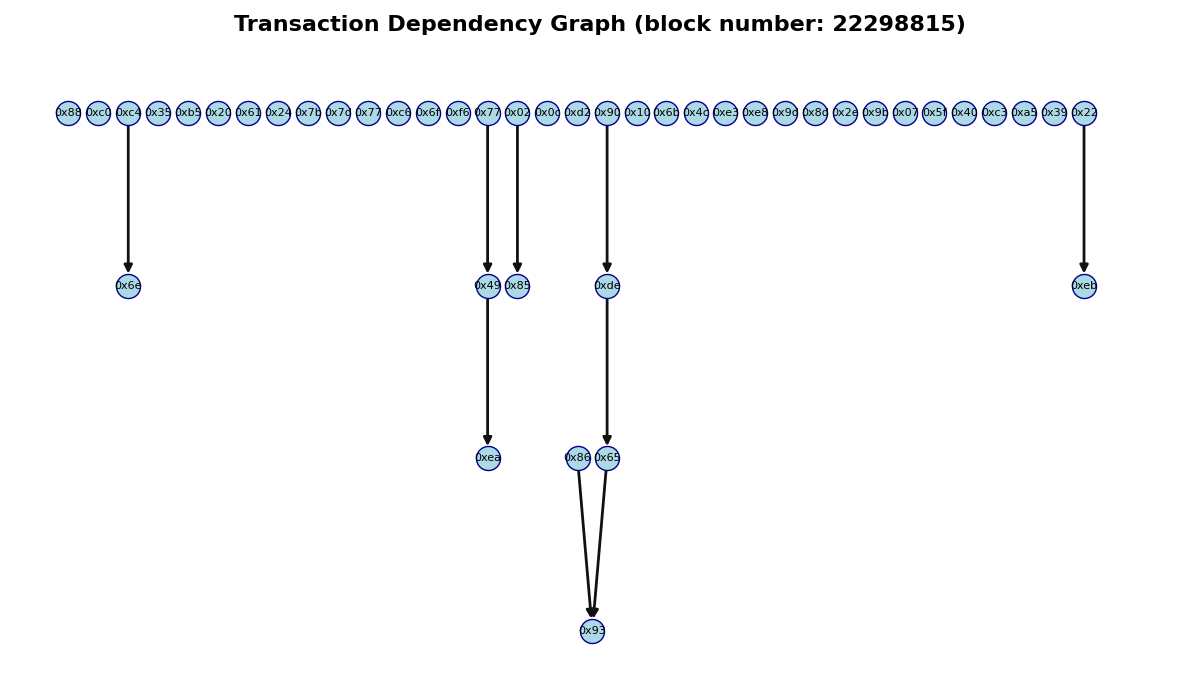 Transaction Dependency Graph (block number: 22298815)
0x88 0xc0 0xc4 0x35 0xb5 0x20 0x61 0x24 0x7b 0x7d 0x77 0xc6 0x6f 0xf6 0x77 0x02 0x0c 0xd2 0x90 0x10 0x6b 0x4c 0xe3 0xe8 0x9d 0x8d 0x2e 0x9b 0x07 0x5f 0x40 0xc3 0xa5 0x39 0x22
0x6e 0x49 0x85 0xde 0xeb
0xea 0x86 0x65
0x93